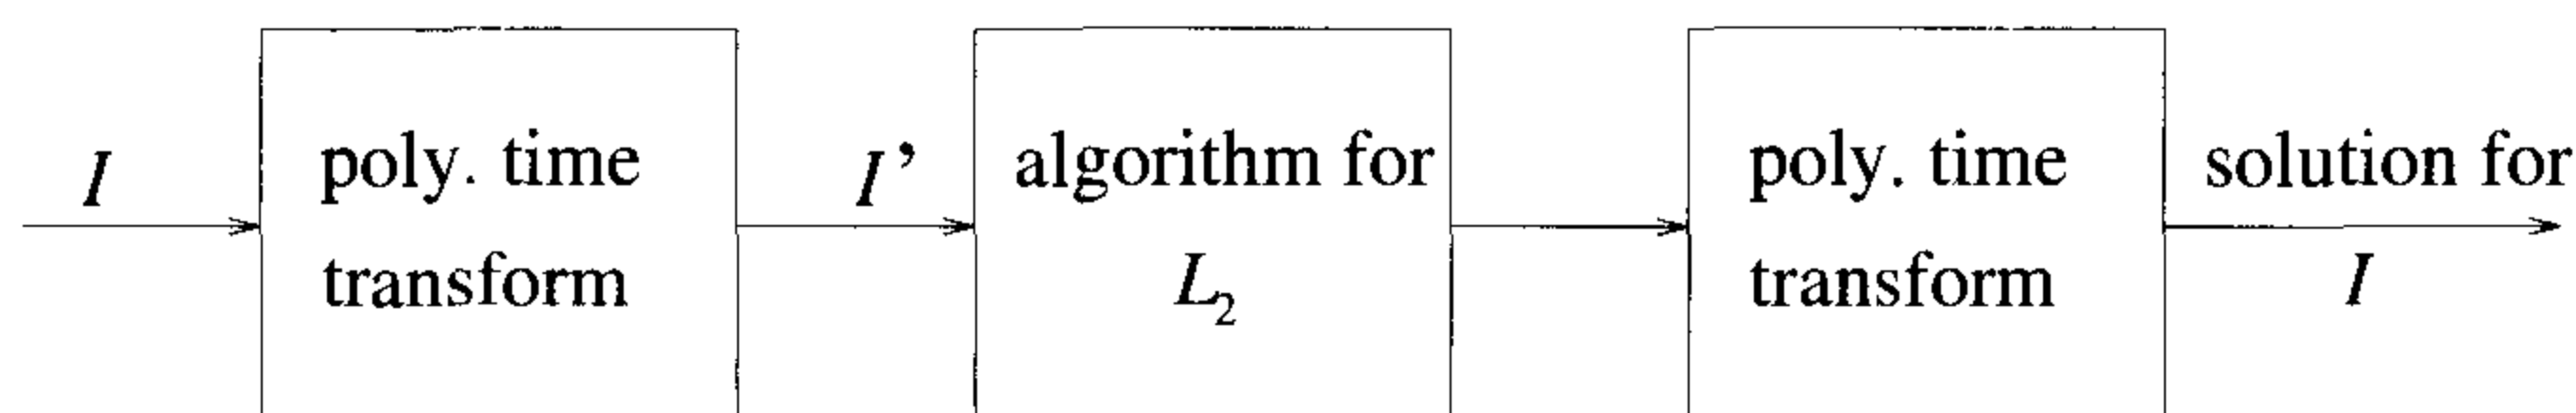 I
poly. time
transform
I'
algorithm for
L₂
poly. time
transform
solution for
I